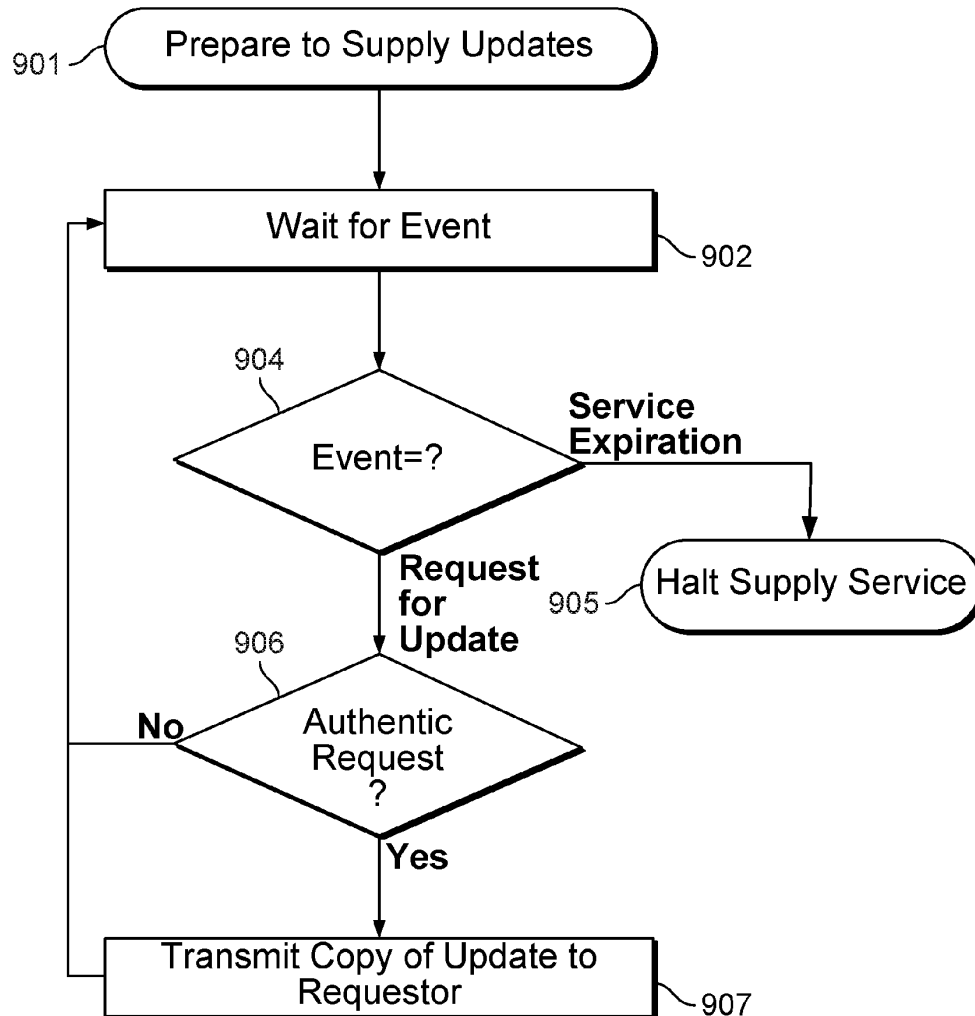 Prepare to Supply Updates
901
Wait for Event
902
904
Event=?
Service
Expiration
Halt Supply Service
905
Request
for
Update
906
Authentic
Request
?
No
Yes
Transmit Copy of Update to
Requestor
907